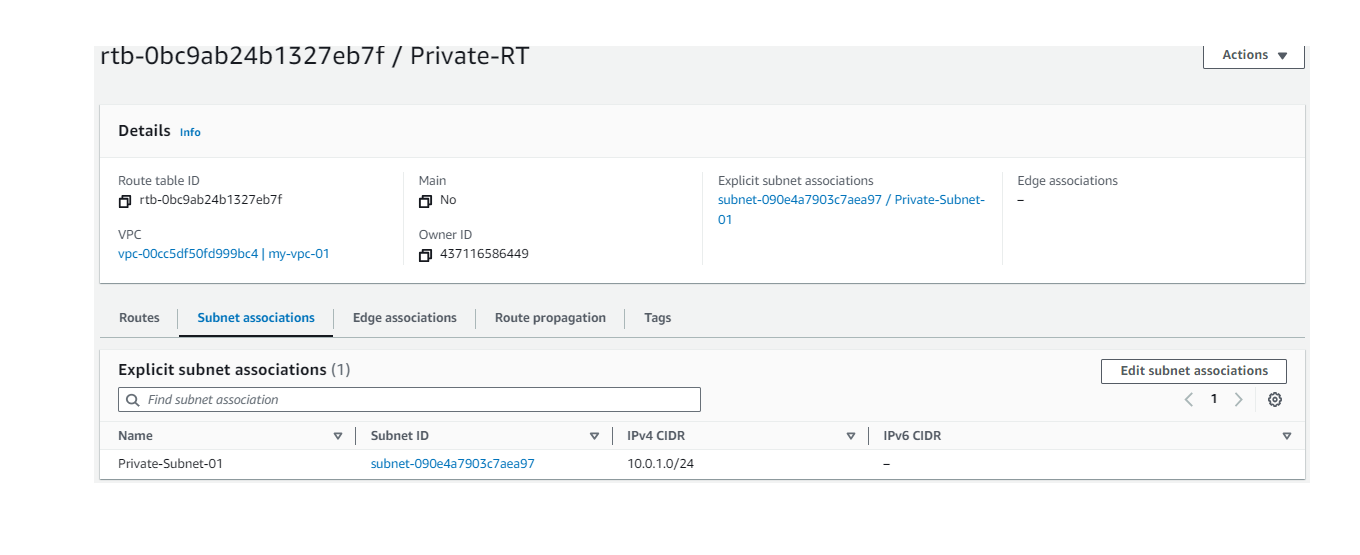 rtb-0bc9ab24b1327eb7f / Private-RT
Actions
Details Info
Route table ID
rtb-0bc9ab24b1327eb7f
Main
No
Explicit subnet associations
subnet-090e4a7903c7aea97 / Private-Subnet-
01
Edge associations
–
VPC
vpc-00cc5df50fd999bc4 | my-vpc-01
Owner ID
437116586449
Routes
Subnet associations
Edge associations
Route propagation
Tags
Explicit subnet associations (1)
Edit subnet associations
Find subnet association
1
Name
Subnet ID
IPv4 CIDR
IPv6 CIDR
Private-Subnet-01
subnet-090e4a7903c7aea97
10.0.1.0/24
–